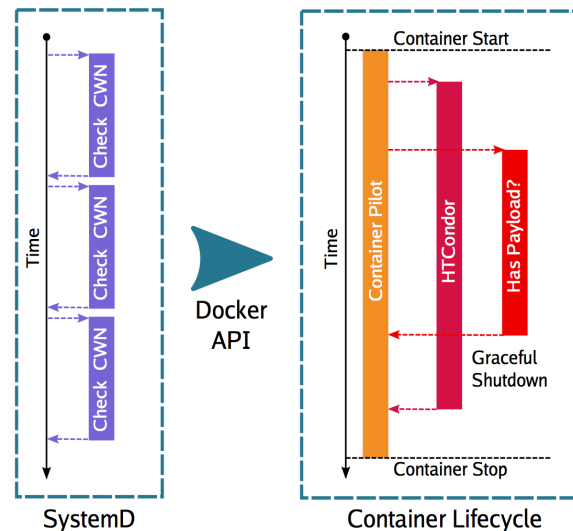 Time
Check CWN
Check CWN
Check CWN
SystemD
Docker
API
Container Start
Time
Container Pilot
HTCondor
Has Payload?
Graceful
Shutdown
Container Stop
Container Lifecycle